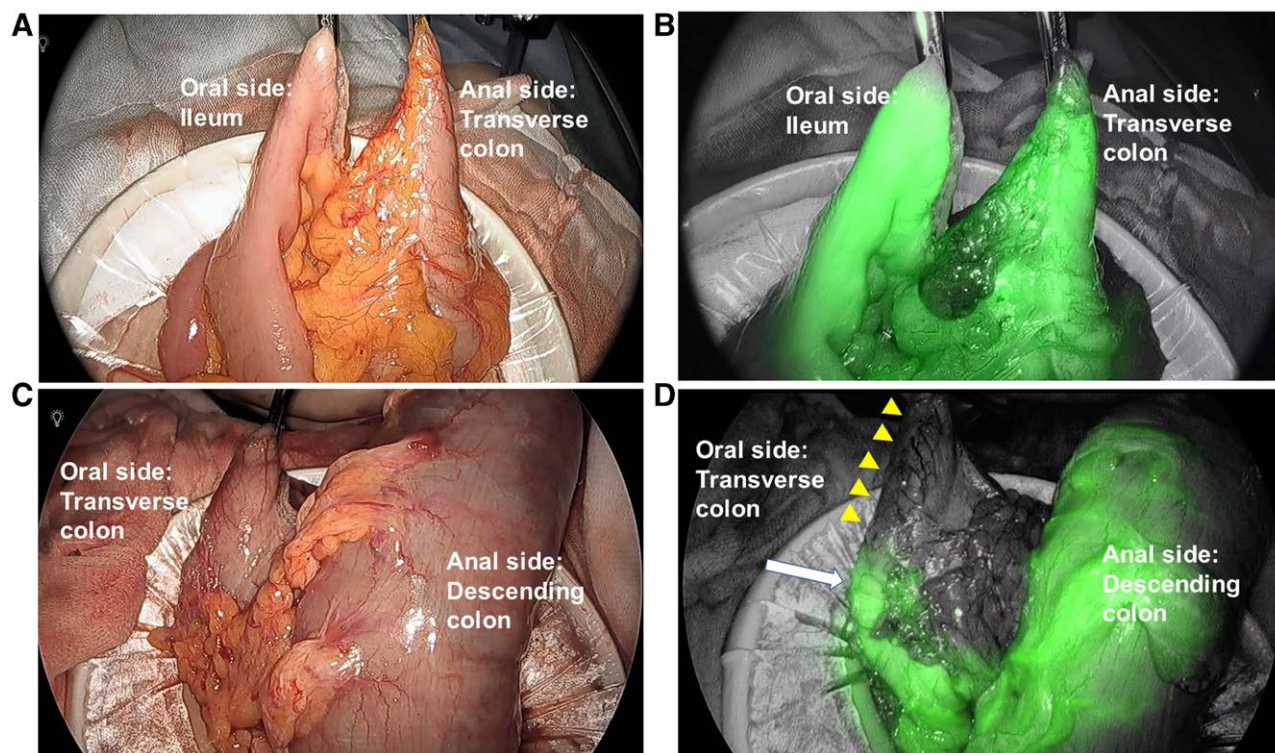 A
Oral side:
Ileum
Anal side:
Transverse
colon
B
Oral side:
Ileum
Anal side:
Transverse
colon
C
Oral side:
Transverse
colon
Anal side:
Descending
colon
D
Oral side:
Transverse
colon
Anal side:
Descending
colon